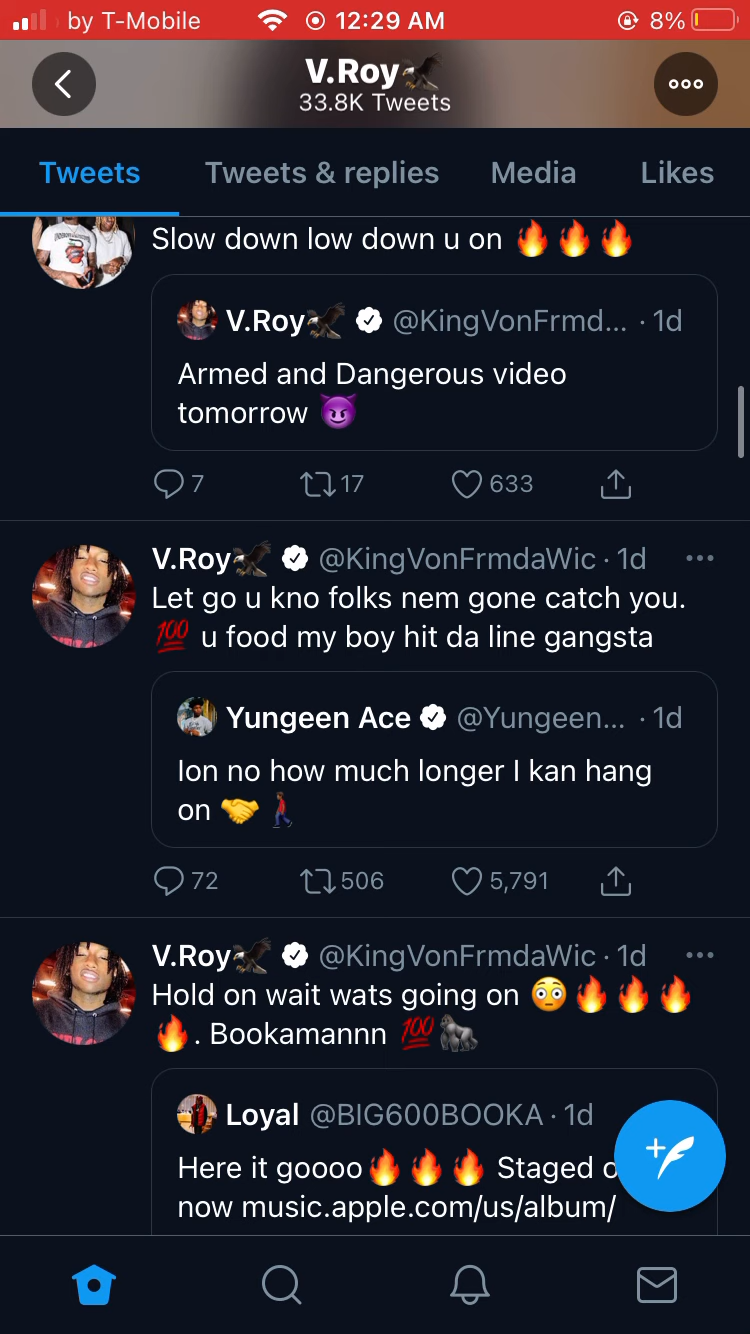 by T-Mobile 12:29 AM 8%
V.Roy🦅
33.8K Tweets
Tweets Tweets & replies Media Likes
Slow down low down u on 🔥🔥🔥
V.Roy🦅 @KingVonFrmd... · 1d
Armed and Dangerous video
tomorrow 😈
7 17 633
V.Roy🦅 @KingVonFrmdaWic · 1d
Let go u kno folks nem gone catch you.
💯 u food my boy hit da line gangsta
Yungeen Ace @Yungeen... · 1d
Ion no how much longer I kan hang
on 🤝🚶🏾‍♂️
72 506 5,791
V.Roy🦅 @KingVonFrmdaWic · 1d
Hold on wait wats going on 😳🔥🔥🔥
🔥. Bookamannn 💯🦍
Loyal @BIG600BOOKA · 1d
Here it goooo🔥🔥🔥 Staged
now music.apple.com/us/album/